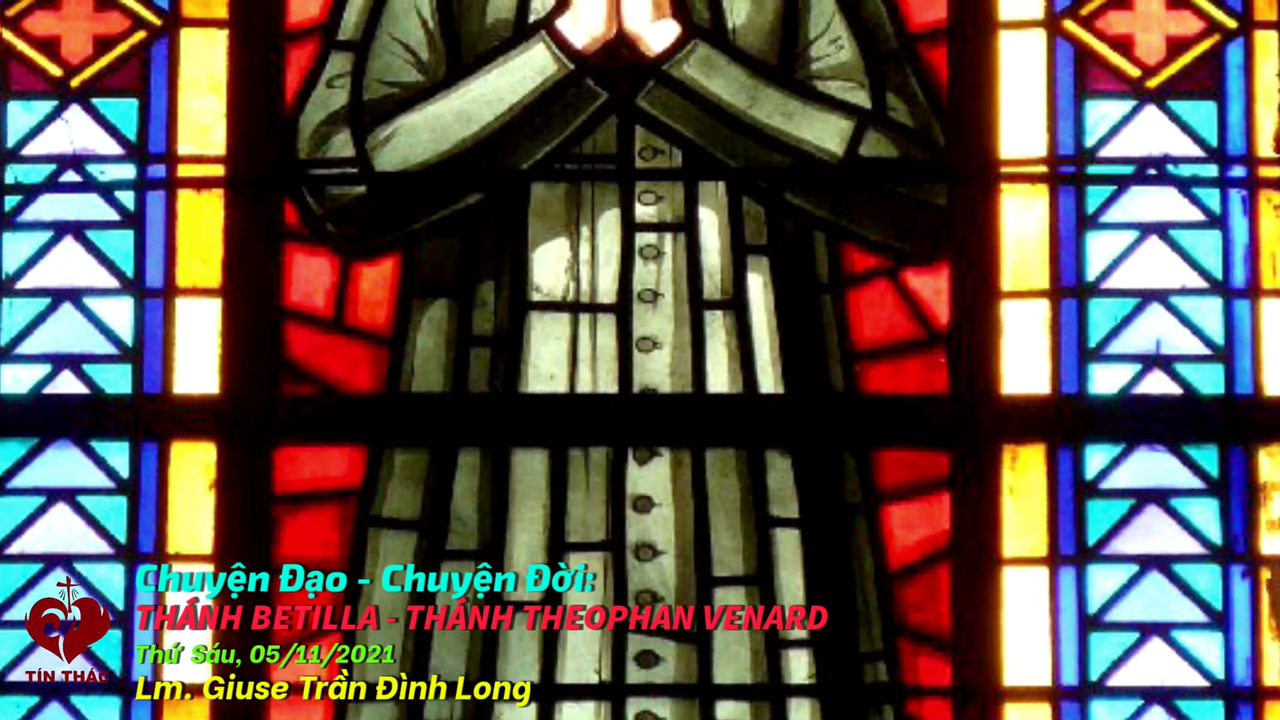 Chuyện Đạo - Chuyện Đời:
THÁNH BETILLA - THÁNH THEOPHAN VENARD
Thứ Sáu, 05/11/2021
TÍN THÁC
Lm. Giuse Trần Đình Long